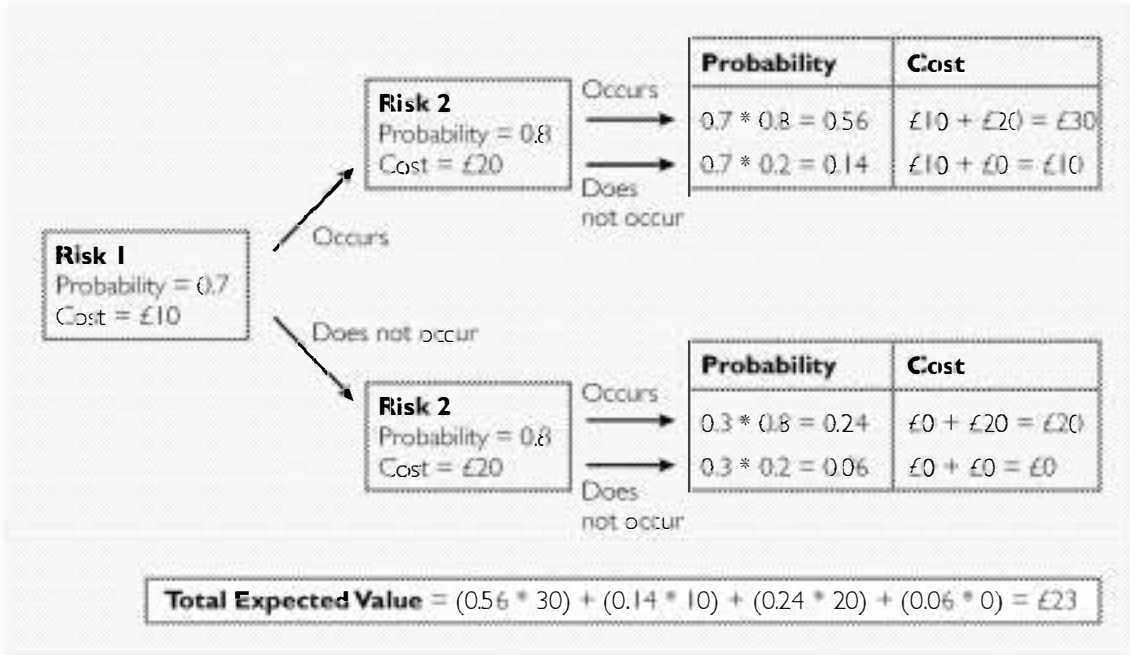 Probability Cost
Occurs
Risk 2
Probability = 0.8
Cost = £20
0.7 * 0.8 = 0.56 £10 + £20 = £30
0.7 * 0.2 = 0.14 £10 + £0 = £10
Does
not occur
Occurs
Risk 1
Probability = 0.7
Cost = £10
Does not occur
Probability Cost
Occurs
Risk 2
Probability = 0.8
Cost = £20
0.3 * 0.8 = 0.24 £0 + £20 = £20
0.3 * 0.2 = 0.06 £0 + £0 = £0
Does
not occur
Total Expected Value = (0.56 * 30) + (0.14 * 10) + (0.24 * 20) + (0.06 * 0) = £23